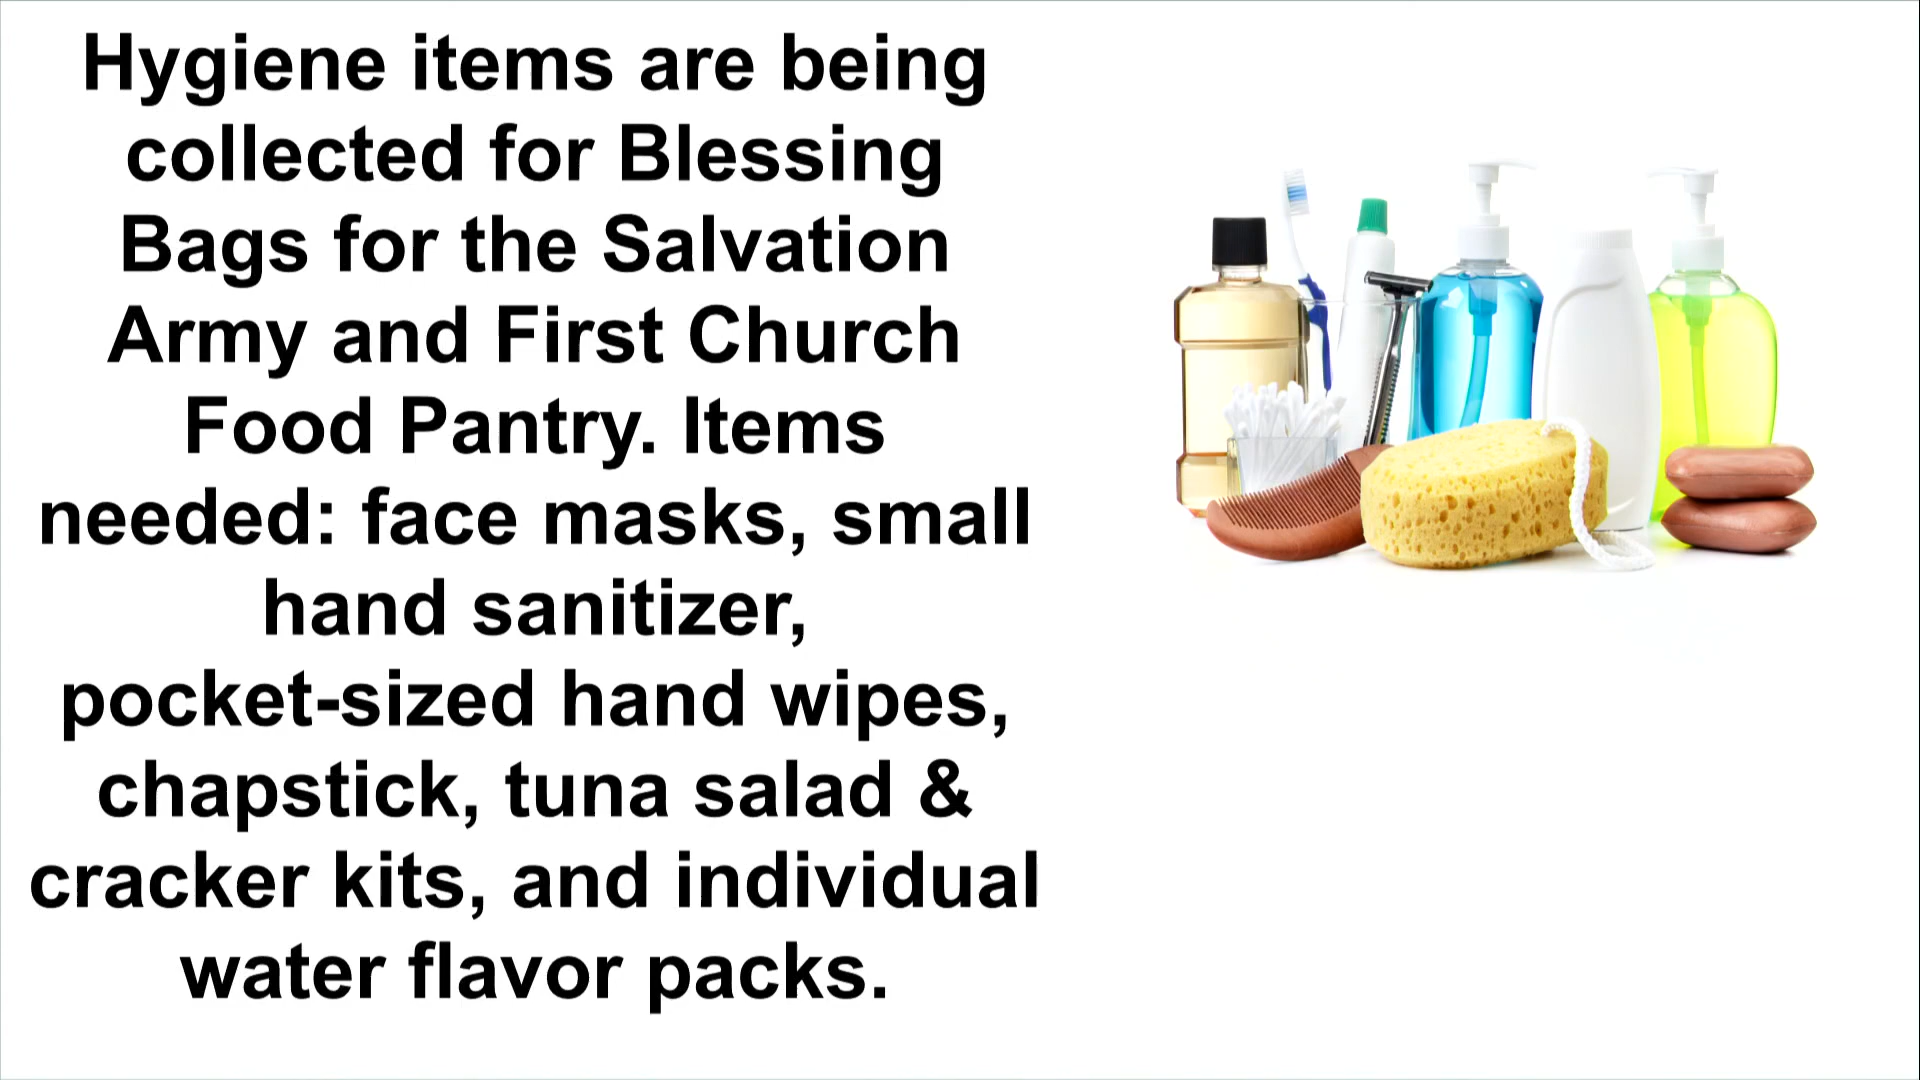 Hygiene items are being
collected for Blessing
Bags for the Salvation
Army and First Church
Food Pantry. Items
needed: face masks, small
hand sanitizer,
pocket-sized hand wipes,
chapstick, tuna salad &
cracker kits, and individual
water flavor packs.